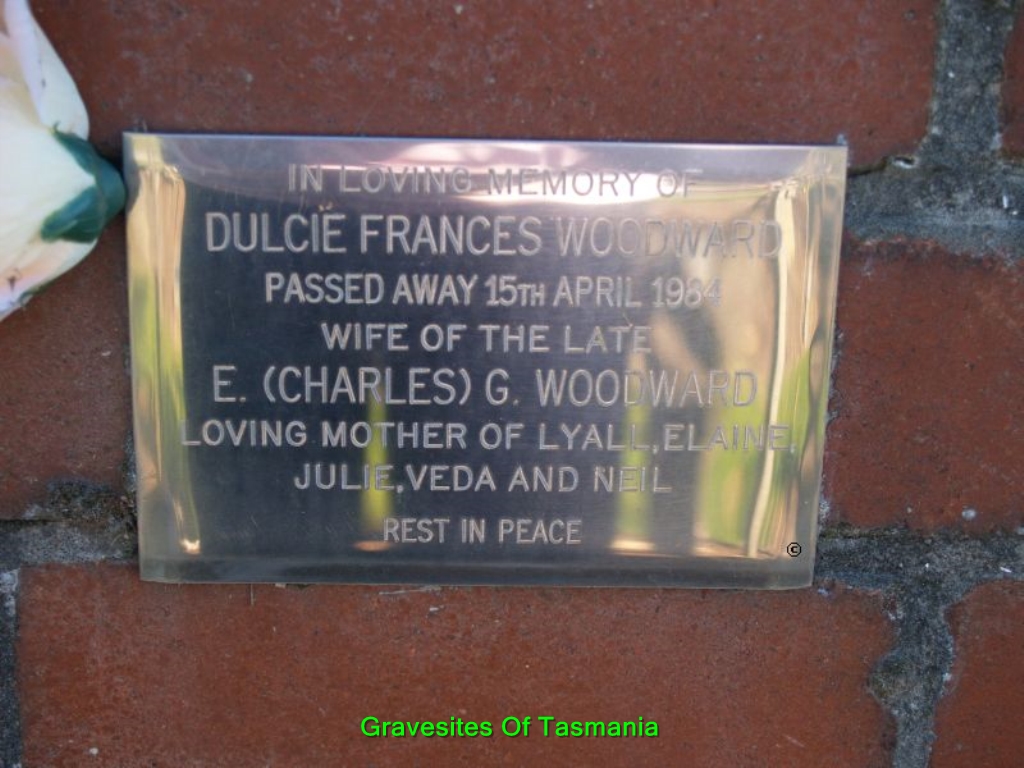 IN LOVING MEMORY OF
DULCIE FRANCES WOODWARD
PASSED AWAY 15TH APRIL 1984
WIFE OF THE LATE
E. (CHARLES) G. WOODWARD
LOVING MOTHER OF LYALL, ELAINE,
JULIE, VEDA AND NEIL
REST IN PEACE
©
Gravesites Of Tasmania